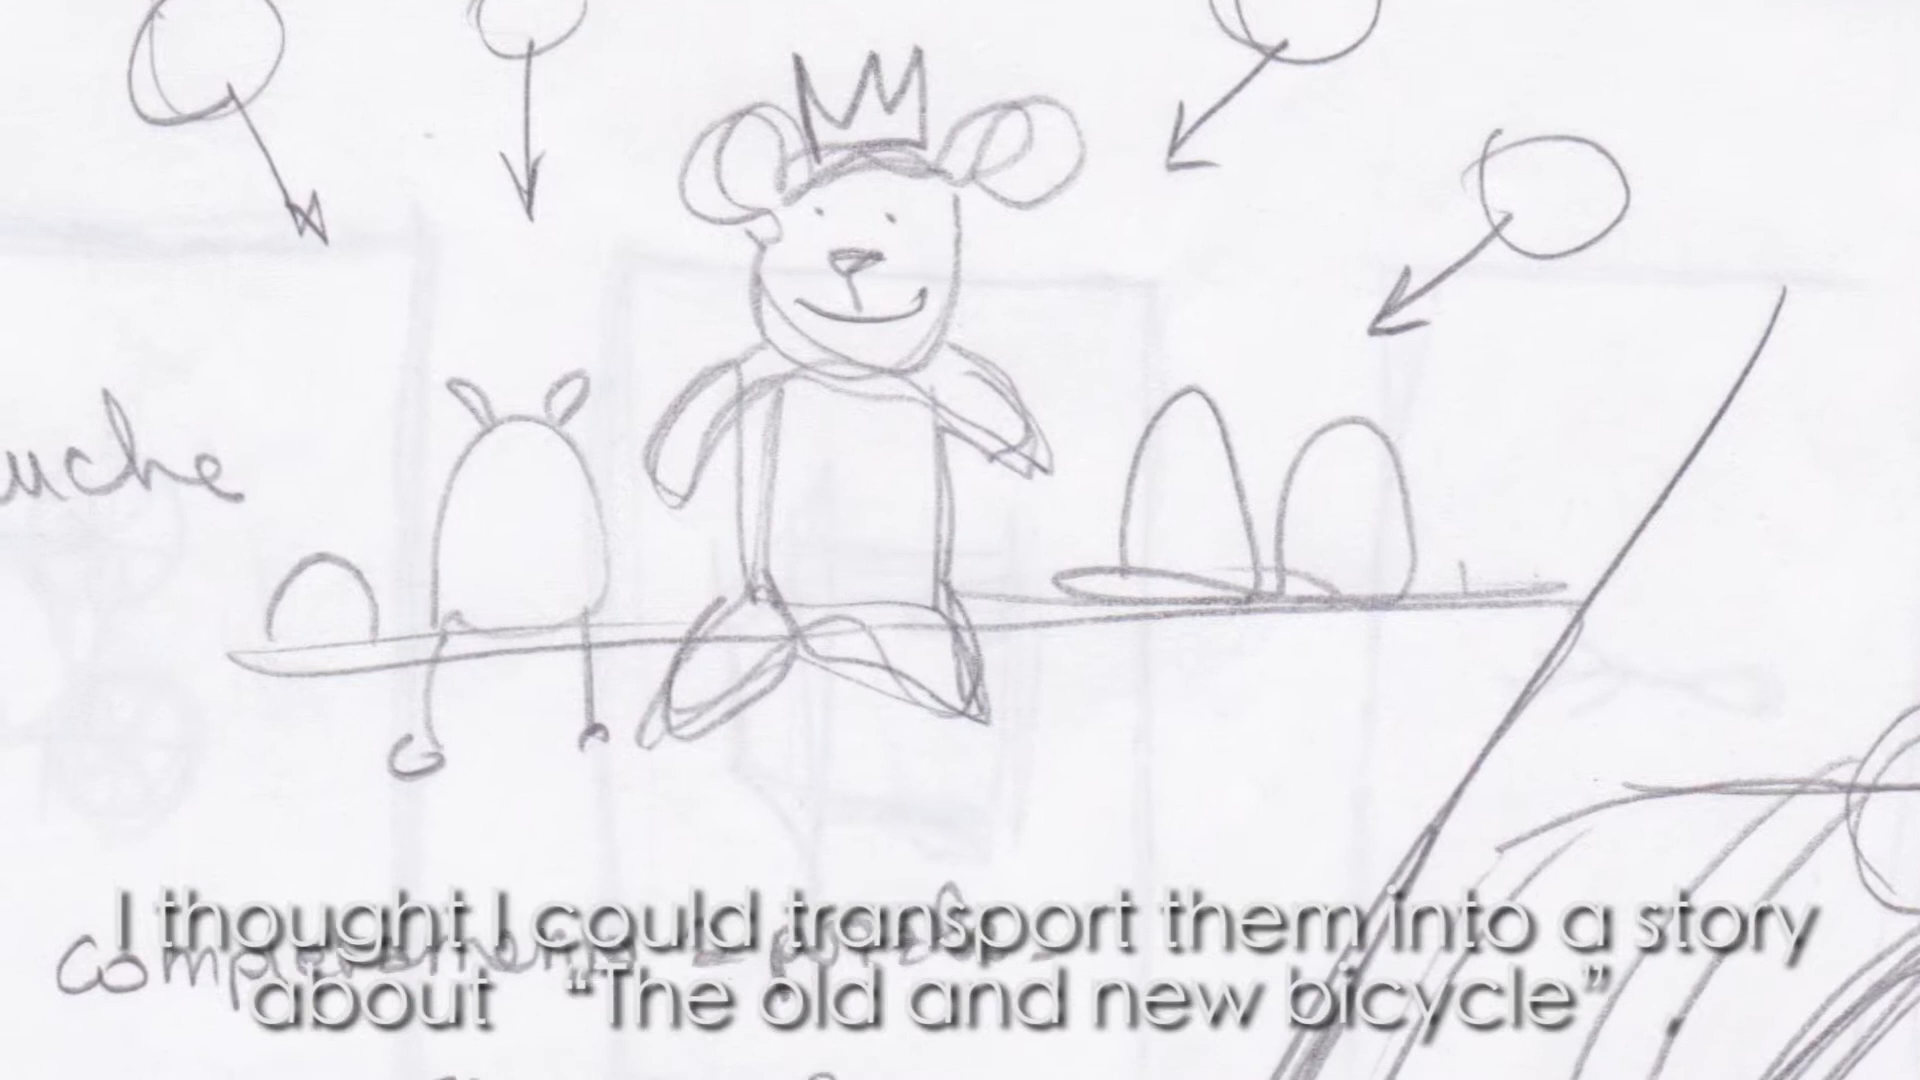 uche
I thought I could transport them into a story
about “The old and new bicycle”